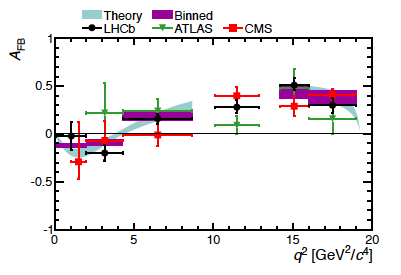 Theory Binned
LHCb ATLAS CMS
A_FB
1
0.5
0
-0.5
-1
0 5 10 15 20
q² [GeV²/c⁴]